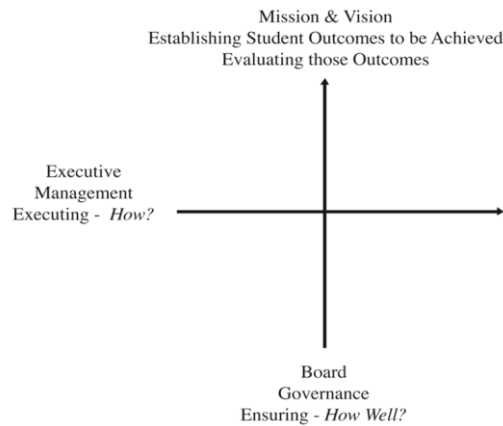 Mission & Vision
Establishing Student Outcomes to be Achieved
Evaluating those Outcomes
Executive
Management
Executing - How?
Board
Governance
Ensuring - How Well?